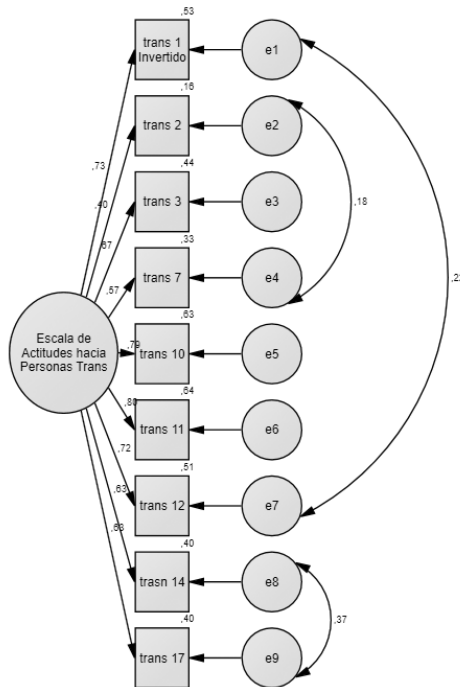 ,53
trans 1
Invertido
e1
,16
trans 2
e2
,73
,40
,44
trans 3
e3
,18
,67
,33
trans 7
e4
,57
Escala de
Actitudes hacia
Personas Trans
,63
,79
trans 10
e5
,64
,80
trans 11
e6
,72
,51
trans 12
e7
,63
,63
,40
trasn 14
e8
,37
,40
trans 17
e9